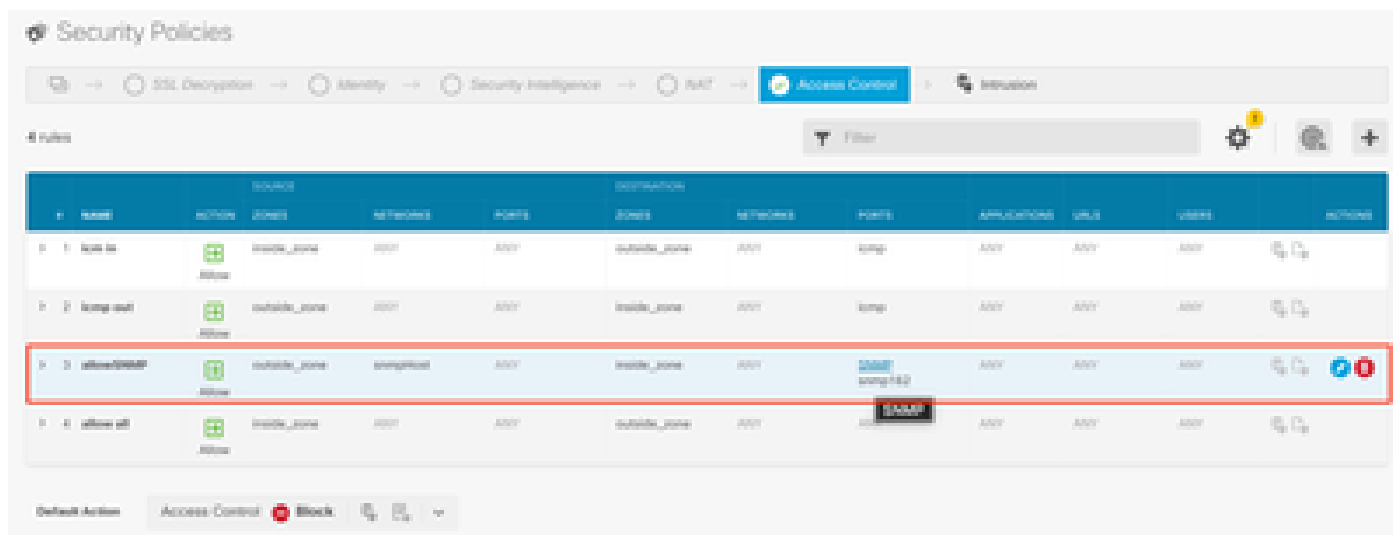 Security Policies
SSL Decryption → Identity → Security Intelligence → NAT → Access Control → Intrusion
4 rules
Filter
SOURCE DESTINATION
# NAME ACTION ZONES NETWORKS PORTS ZONES NETWORKS PORTS APPLICATIONS URLS USERS ACTIONS
1 Allow inside_zone ANY ANY outside_zone ANY icmp ANY ANY ANY
2 icmp out Allow outside_zone ANY ANY inside_zone ANY icmp ANY ANY ANY
3 allowSNMP Allow outside_zone snmpHost ANY inside_zone ANY SNMP ANY ANY ANY
snmp162
SNMP
4 allow all Allow inside_zone ANY ANY outside_zone ANY ANY ANY ANY
Default Action Access Control Block